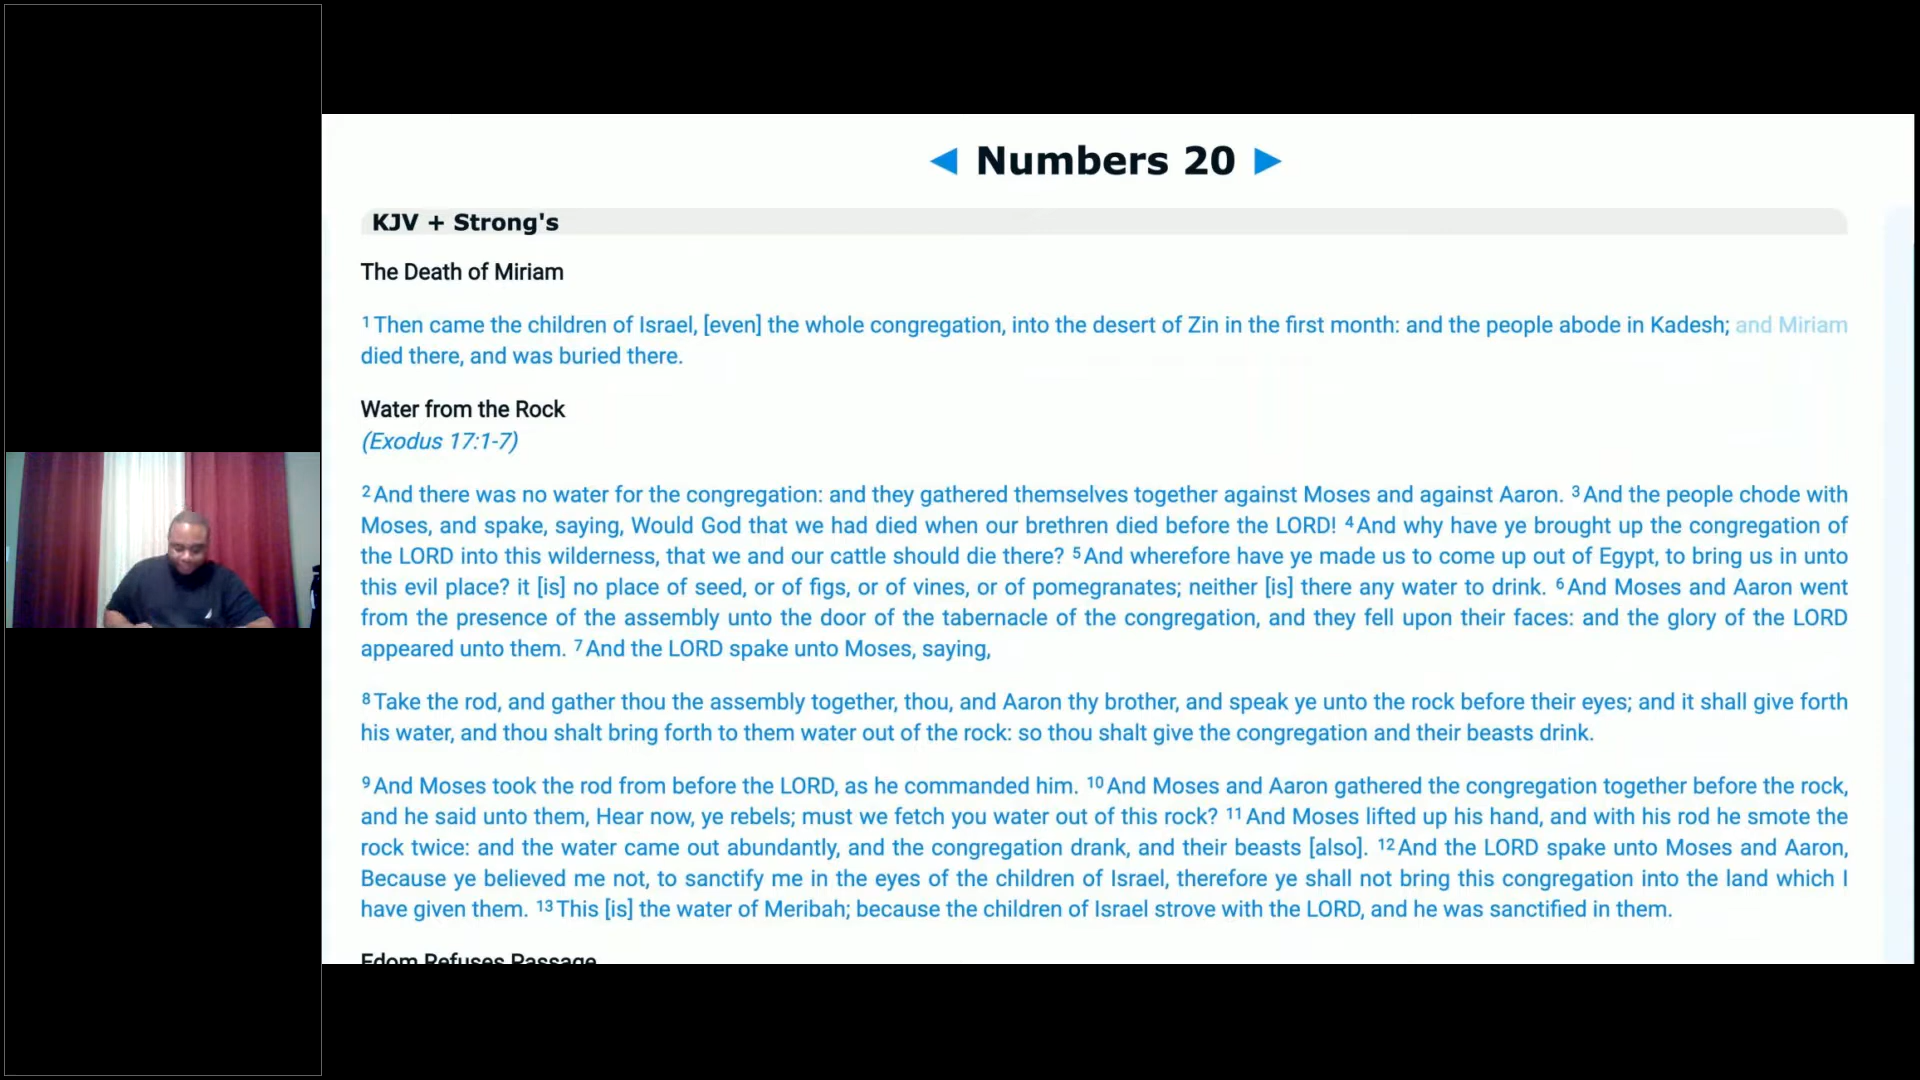 ◄ Numbers 20 ►
KJV + Strong's
The Death of Miriam
1 Then came the children of Israel, [even] the whole congregation, into the desert of Zin in the first month: and the people abode in Kadesh; and Miriam
died there, and was buried there.
Water from the Rock
(Exodus 17:1-7)
2 And there was no water for the congregation: and they gathered themselves together against Moses and against Aaron. 3 And the people chode with
Moses, and spake, saying, Would God that we had died when our brethren died before the LORD! 4 And why have ye brought up the congregation of
the LORD into this wilderness, that we and our cattle should die there? 5 And wherefore have ye made us to come up out of Egypt, to bring us in unto
this evil place? it [is] no place of seed, or of figs, or of vines, or of pomegranates; neither [is] there any water to drink. 6 And Moses and Aaron went
from the presence of the assembly unto the door of the tabernacle of the congregation, and they fell upon their faces: and the glory of the LORD
appeared unto them. 7 And the LORD spake unto Moses, saying,
8 Take the rod, and gather thou the assembly together, thou, and Aaron thy brother, and speak ye unto the rock before their eyes; and it shall give forth
his water, and thou shalt bring forth to them water out of the rock: so thou shalt give the congregation and their beasts drink.
9 And Moses took the rod from before the LORD, as he commanded him. 10 And Moses and Aaron gathered the congregation together before the rock,
and he said unto them, Hear now, ye rebels; must we fetch you water out of this rock? 11 And Moses lifted up his hand, and with his rod he smote the
rock twice: and the water came out abundantly, and the congregation drank, and their beasts [also]. 12 And the LORD spake unto Moses and Aaron,
Because ye believed me not, to sanctify me in the eyes of the children of Israel, therefore ye shall not bring this congregation into the land which I
have given them. 13 This [is] the water of Meribah; because the children of Israel strove with the LORD, and he was sanctified in them.
Edom Refuses Passage